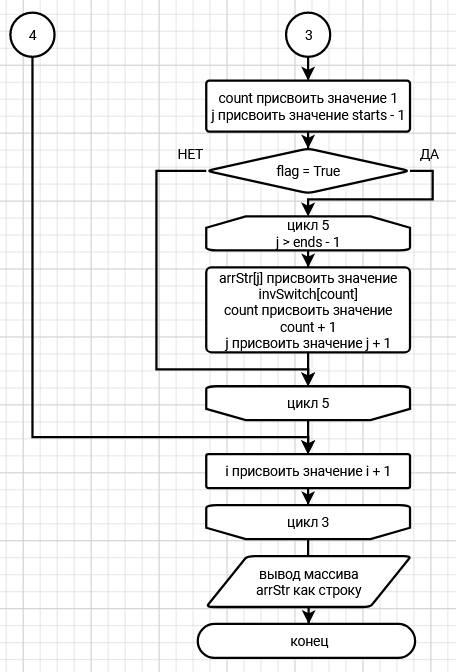 4
3
count присвоить значение 1
j присвоить значение starts - 1
НЕТ
ДА
flag = True
цикл 5
j > ends - 1
arrStr[j] присвоить значение
invSwitch[count]
count присвоить значение
count + 1
j присвоить значение j + 1
цикл 5
i присвоить значение i + 1
цикл 3
вывод массива
arrStr как строку
конец